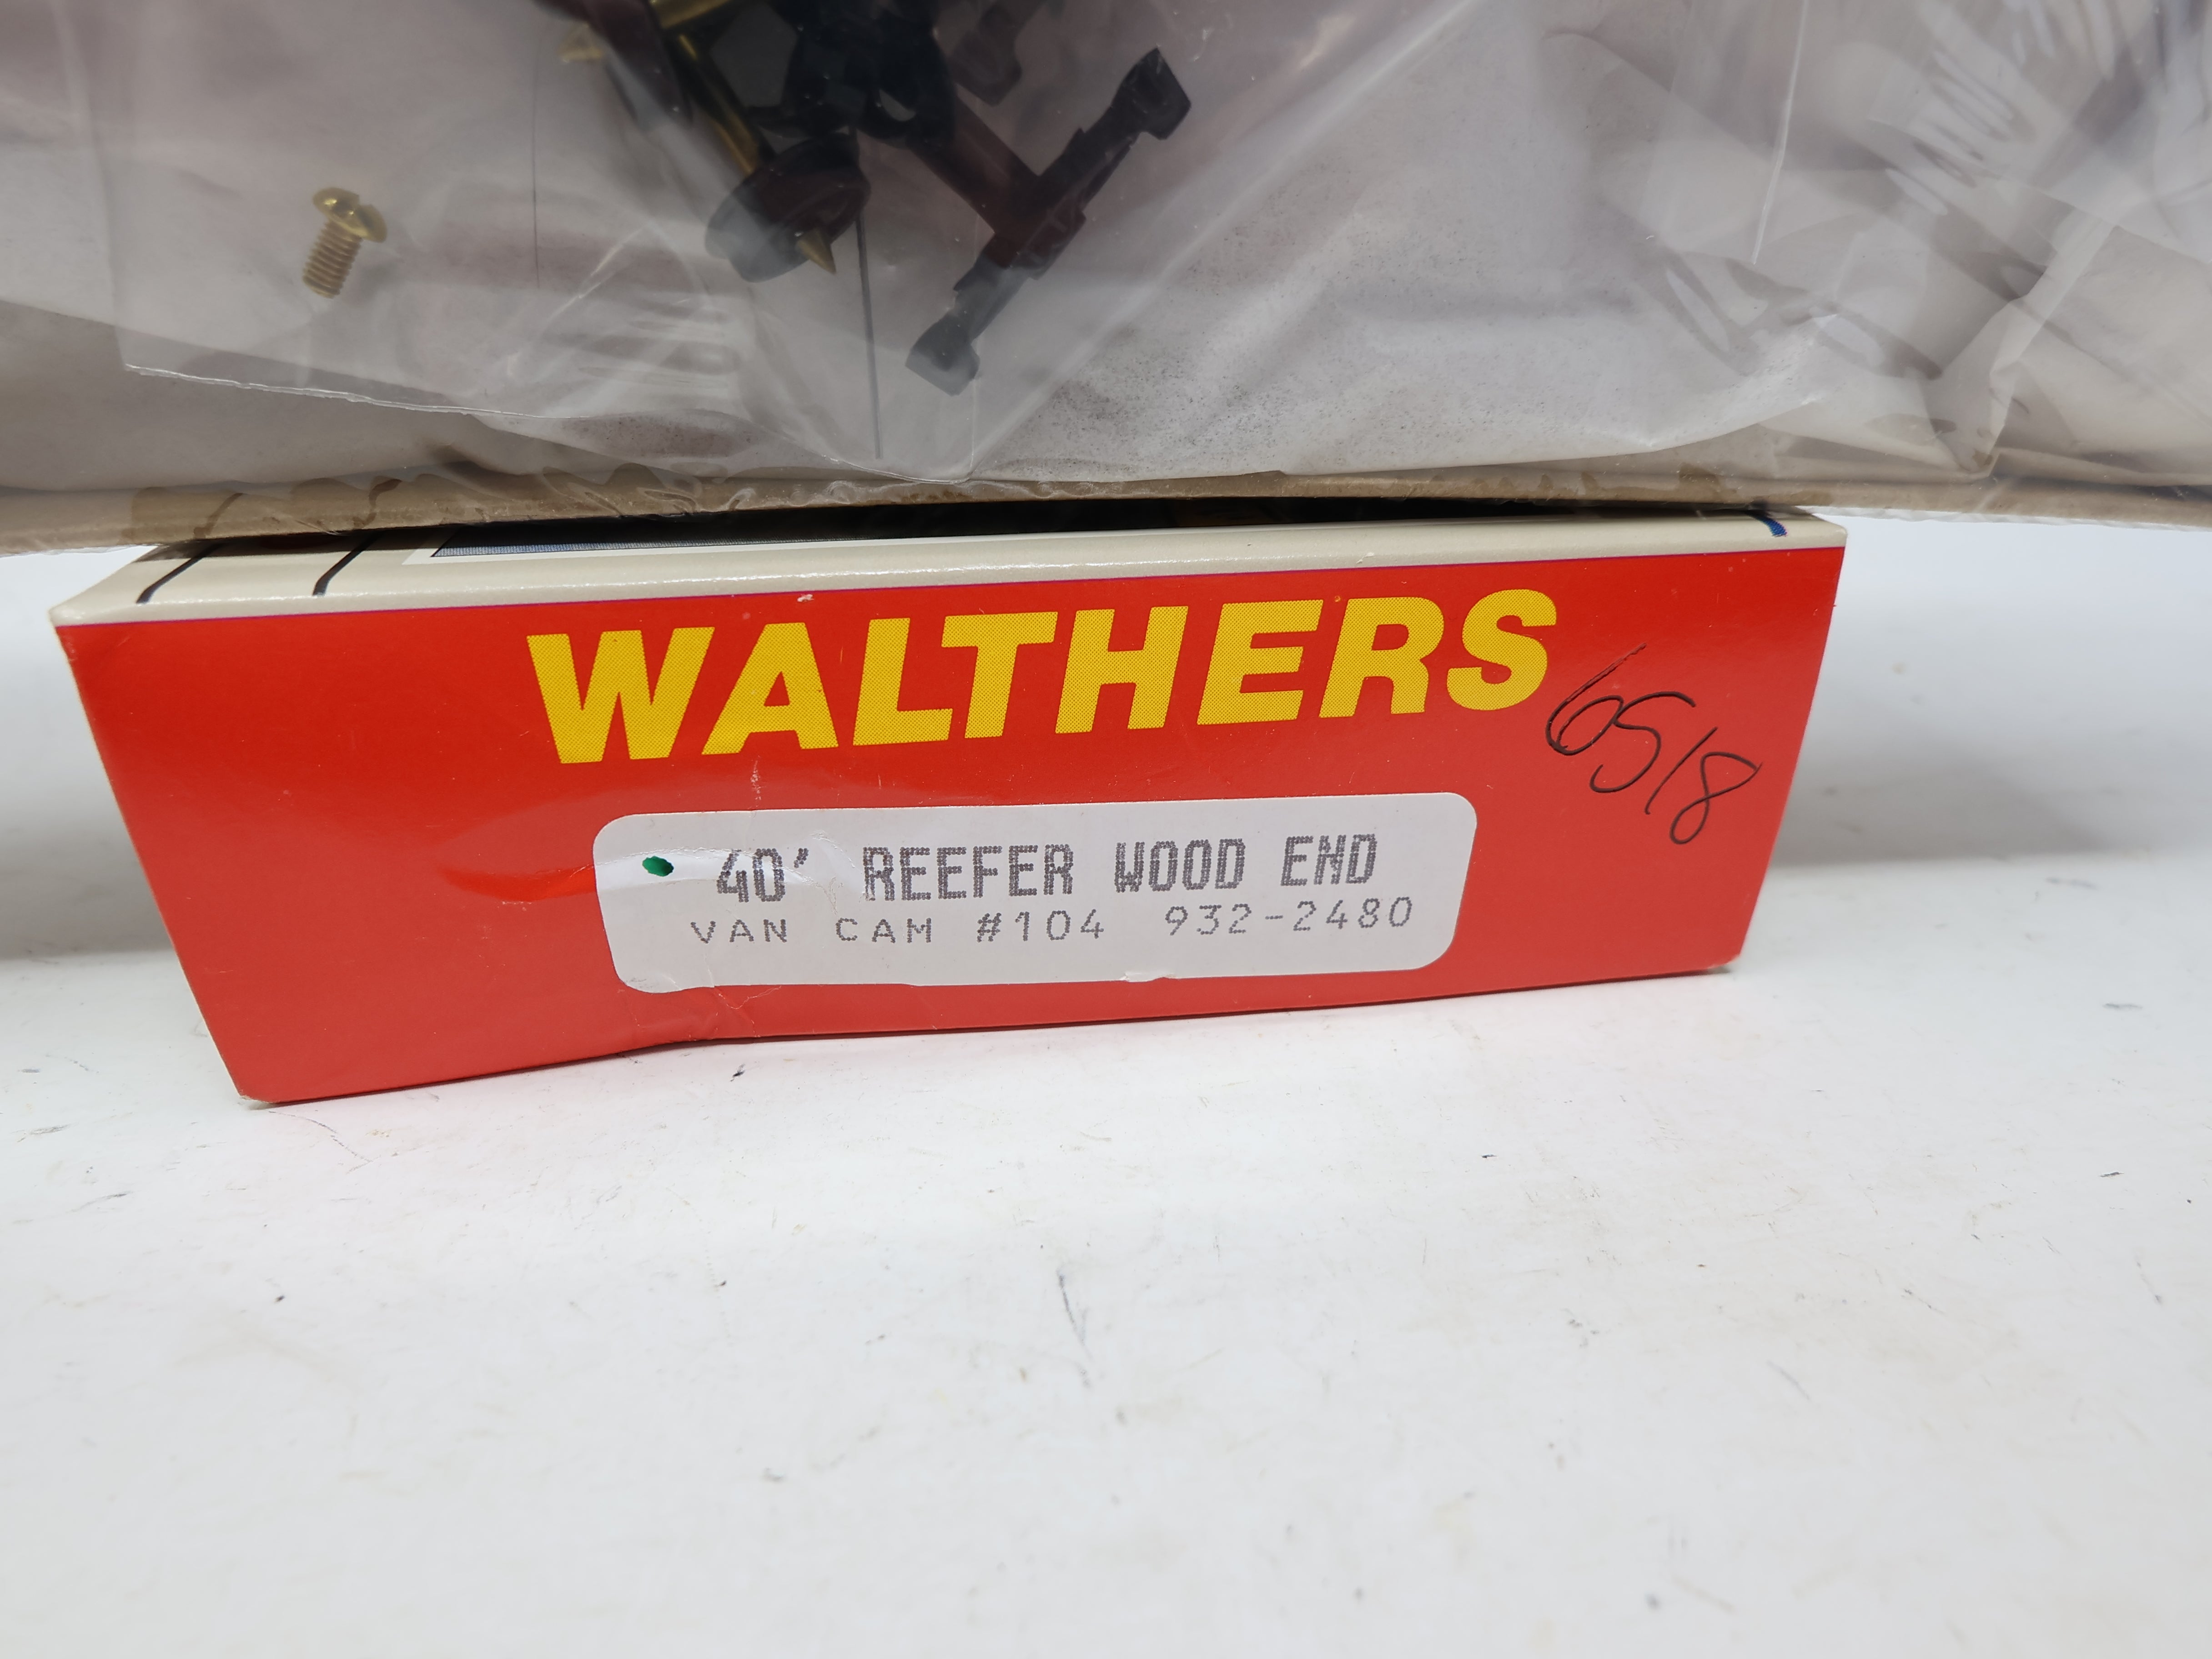 WALTHERS
6518
40' REEFER WOOD END
VAN CAM #104 932-2480